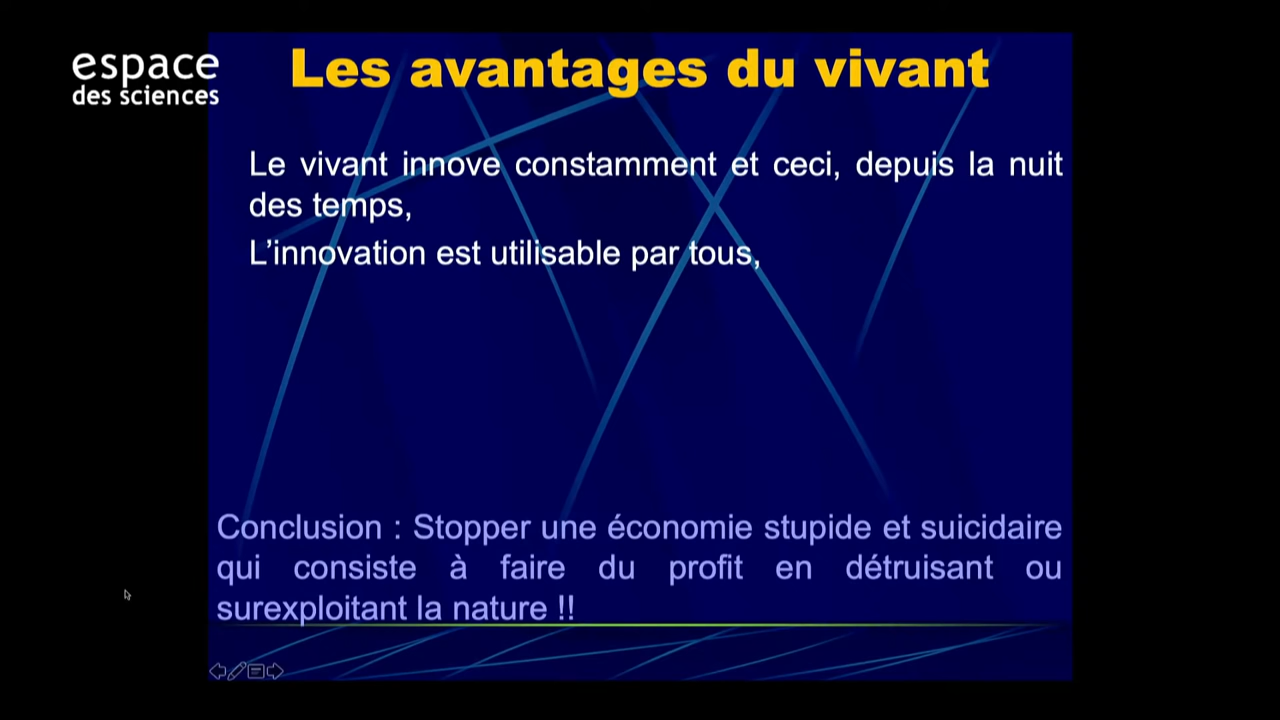 espace
des sciences
Les avantages du vivant
Le vivant innove constamment et ceci, depuis la nuit
des temps,
L’innovation est utilisable par tous,
Conclusion : Stopper une économie stupide et suicidaire
qui consiste à faire du profit en détruisant ou
surexploitant la nature !!